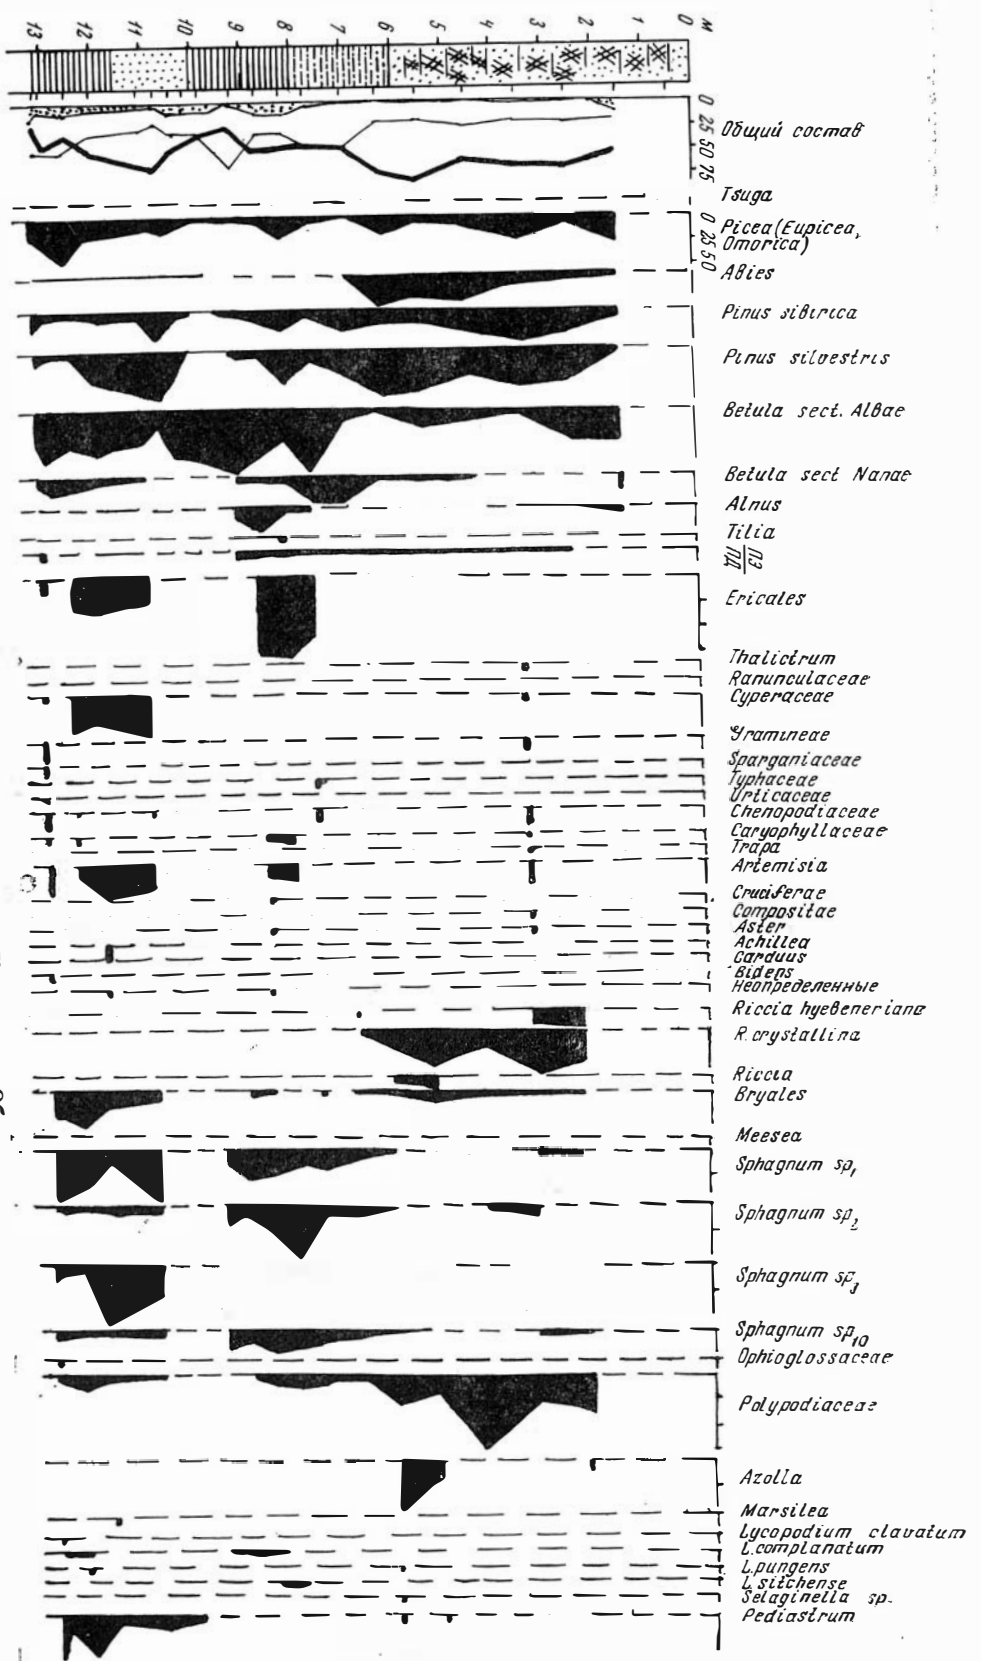 13 12 11 10 9 8 7 6 5 4 3 2 1 0 м
0 25 50 75
Общий состав
Tsuga
0 25 50
Picea (Eupicea,
Omorica)
Abies
Pinus sibirica
Pinus silvestris
Betula sect. Albae
Betula sect Nanae
Alnus
Tilia
ПЗ
ПД
Ericales
Thalictrum
Ranunculaceae
Cyperaceae
Gramineae
Sparganiaceae
Typhaceae
Urticaceae
Chenopodiaceae
Caryophyllaceae
Trapa
Artemisia
Cruciferae
Compositae
Aster
Achillea
Carduus
Bidens
Неопределенные
Riccia hyebeneriana
R. crystallina
Riccia
Bryales
Meesea
Sphagnum sp1
Sphagnum sp2
Sphagnum sp3
Sphagnum sp10
Ophioglossaceae
Polypodiaceae
Azolla
Marsilea
Lycopodium clavatum
L. complanatum
L. pungens
L. sitchense
Selaginella sp.
Pediastrum